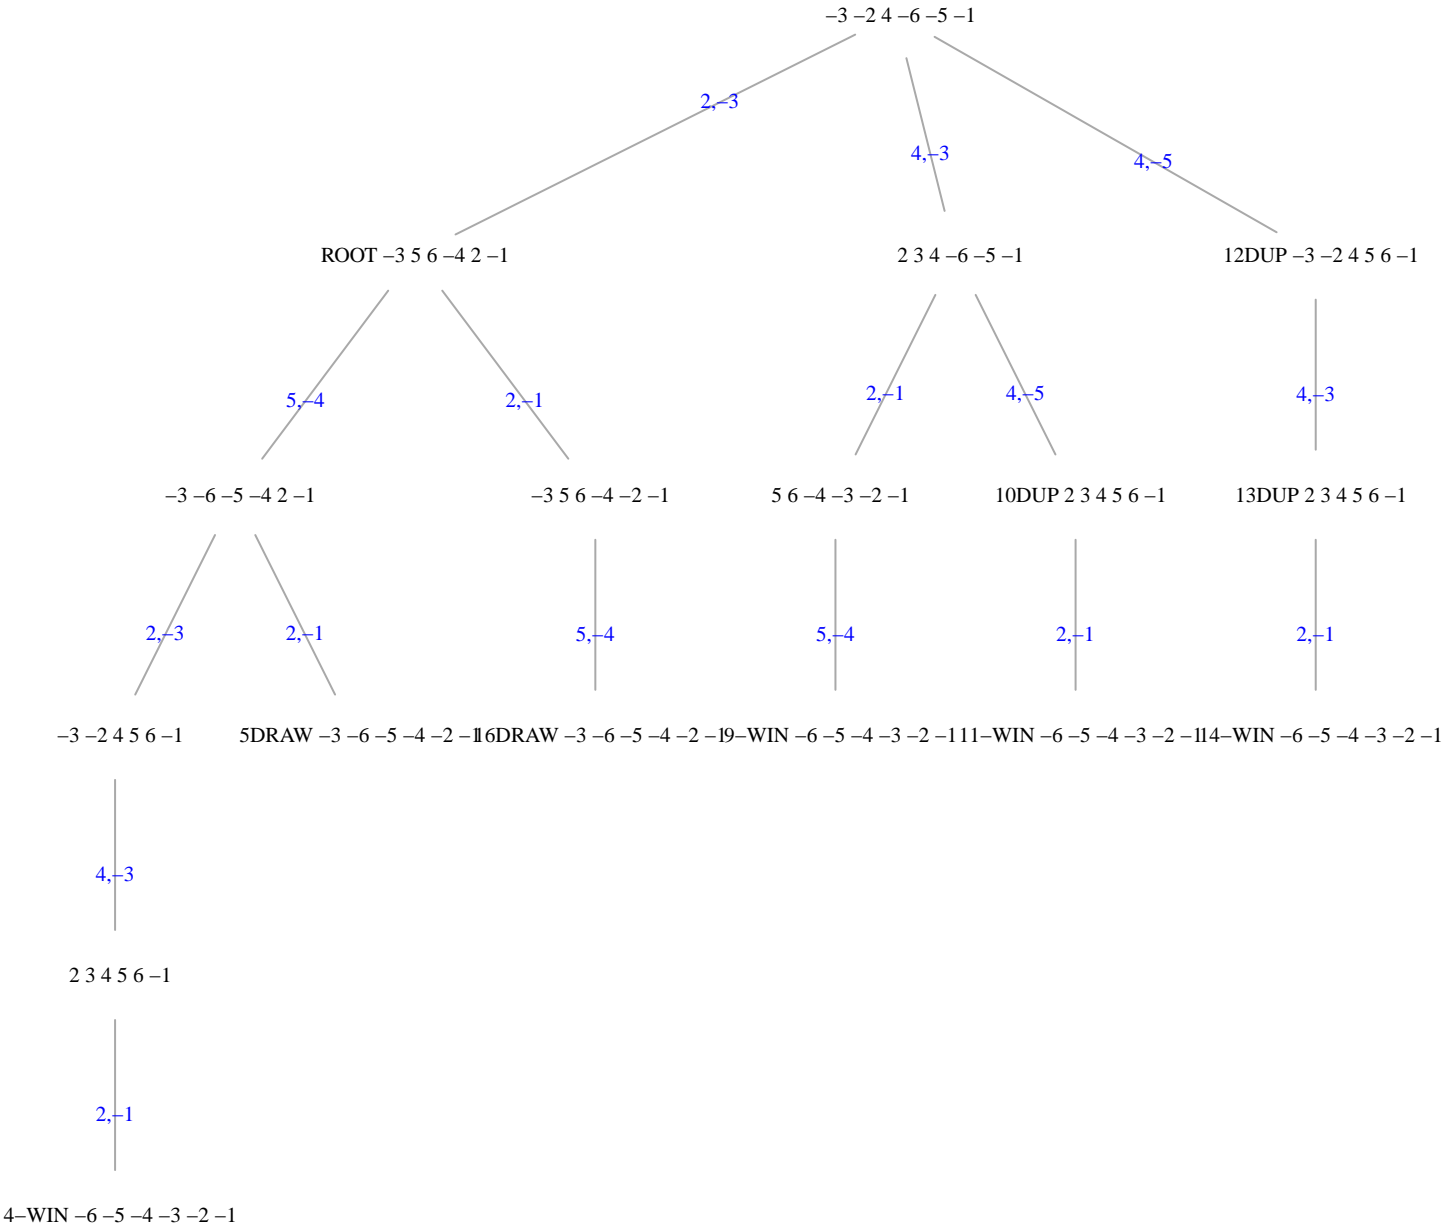 −3 −2 4 −6 −5 −1
2,−3
4,−3
4,−5
ROOT −3 5 6 −4 2 −1
2 3 4 −6 −5 −1
12DUP −3 −2 4 5 6 −1
5,−4
2,−1
2,−1
4,−5
4,−3
−3 −6 −5 −4 2 −1
−3 5 6 −4 −2 −1
5 6 −4 −3 −2 −1
10DUP 2 3 4 5 6 −1
13DUP 2 3 4 5 6 −1
2,−3
2,−1
5,−4
5,−4
2,−1
2,−1
−3 −2 4 5 6 −1
5DRAW −3 −6 −5 −4 −2 −1
16DRAW −3 −6 −5 −4 −2 −1
9−WIN −6 −5 −4 −3 −2 −1
11−WIN −6 −5 −4 −3 −2 −1
14−WIN −6 −5 −4 −3 −2 −1
4,−3
2 3 4 5 6 −1
2,−1
4−WIN −6 −5 −4 −3 −2 −1